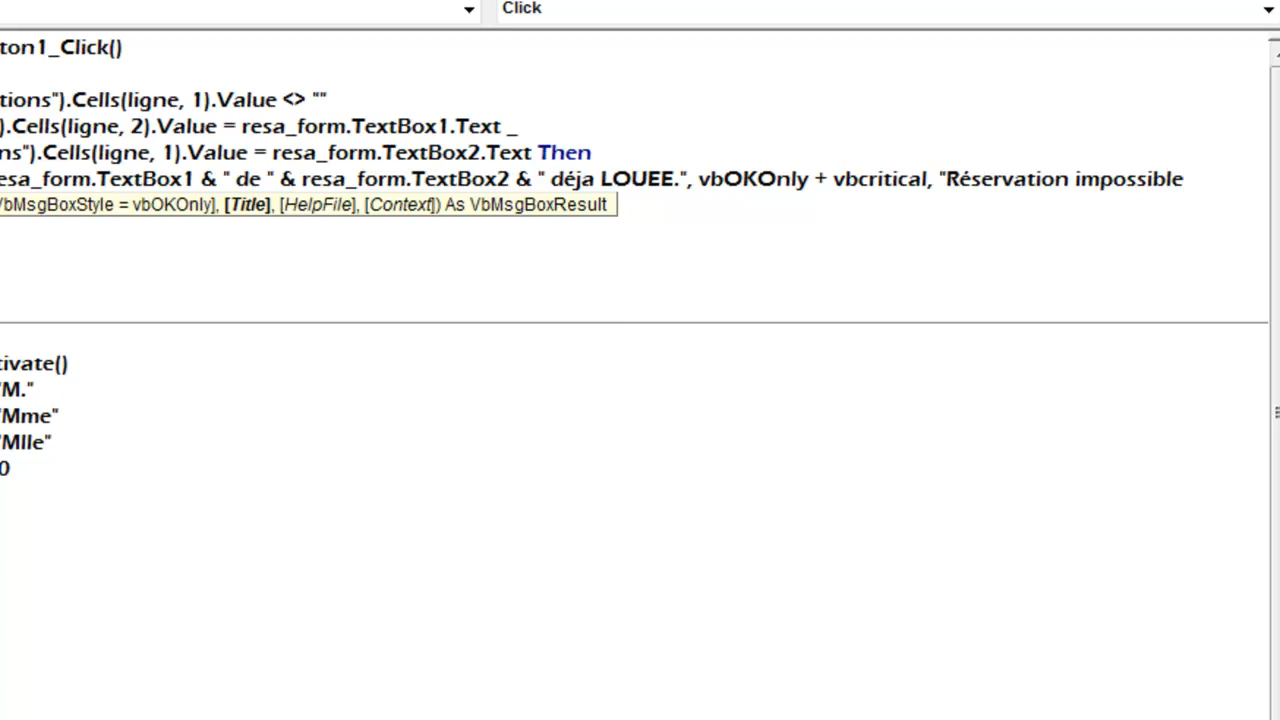 Click
ton1_Click()
tions").Cells(ligne, 1).Value <> ""
).Cells(ligne, 2).Value = resa_form.TextBox1.Text _
ns").Cells(ligne, 1).Value = resa_form.TextBox2.Text Then
esa_form.TextBox1 & " de " & resa_form.TextBox2 & " déja LOUEE.", vbOKOnly + vbcritical, "Réservation impossible
VbMsgBoxStyle = vbOKOnly], [Title], [HelpFile], [Context]) As VbMsgBoxResult
tivate()
"M."
"Mme"
"Mlle"
0